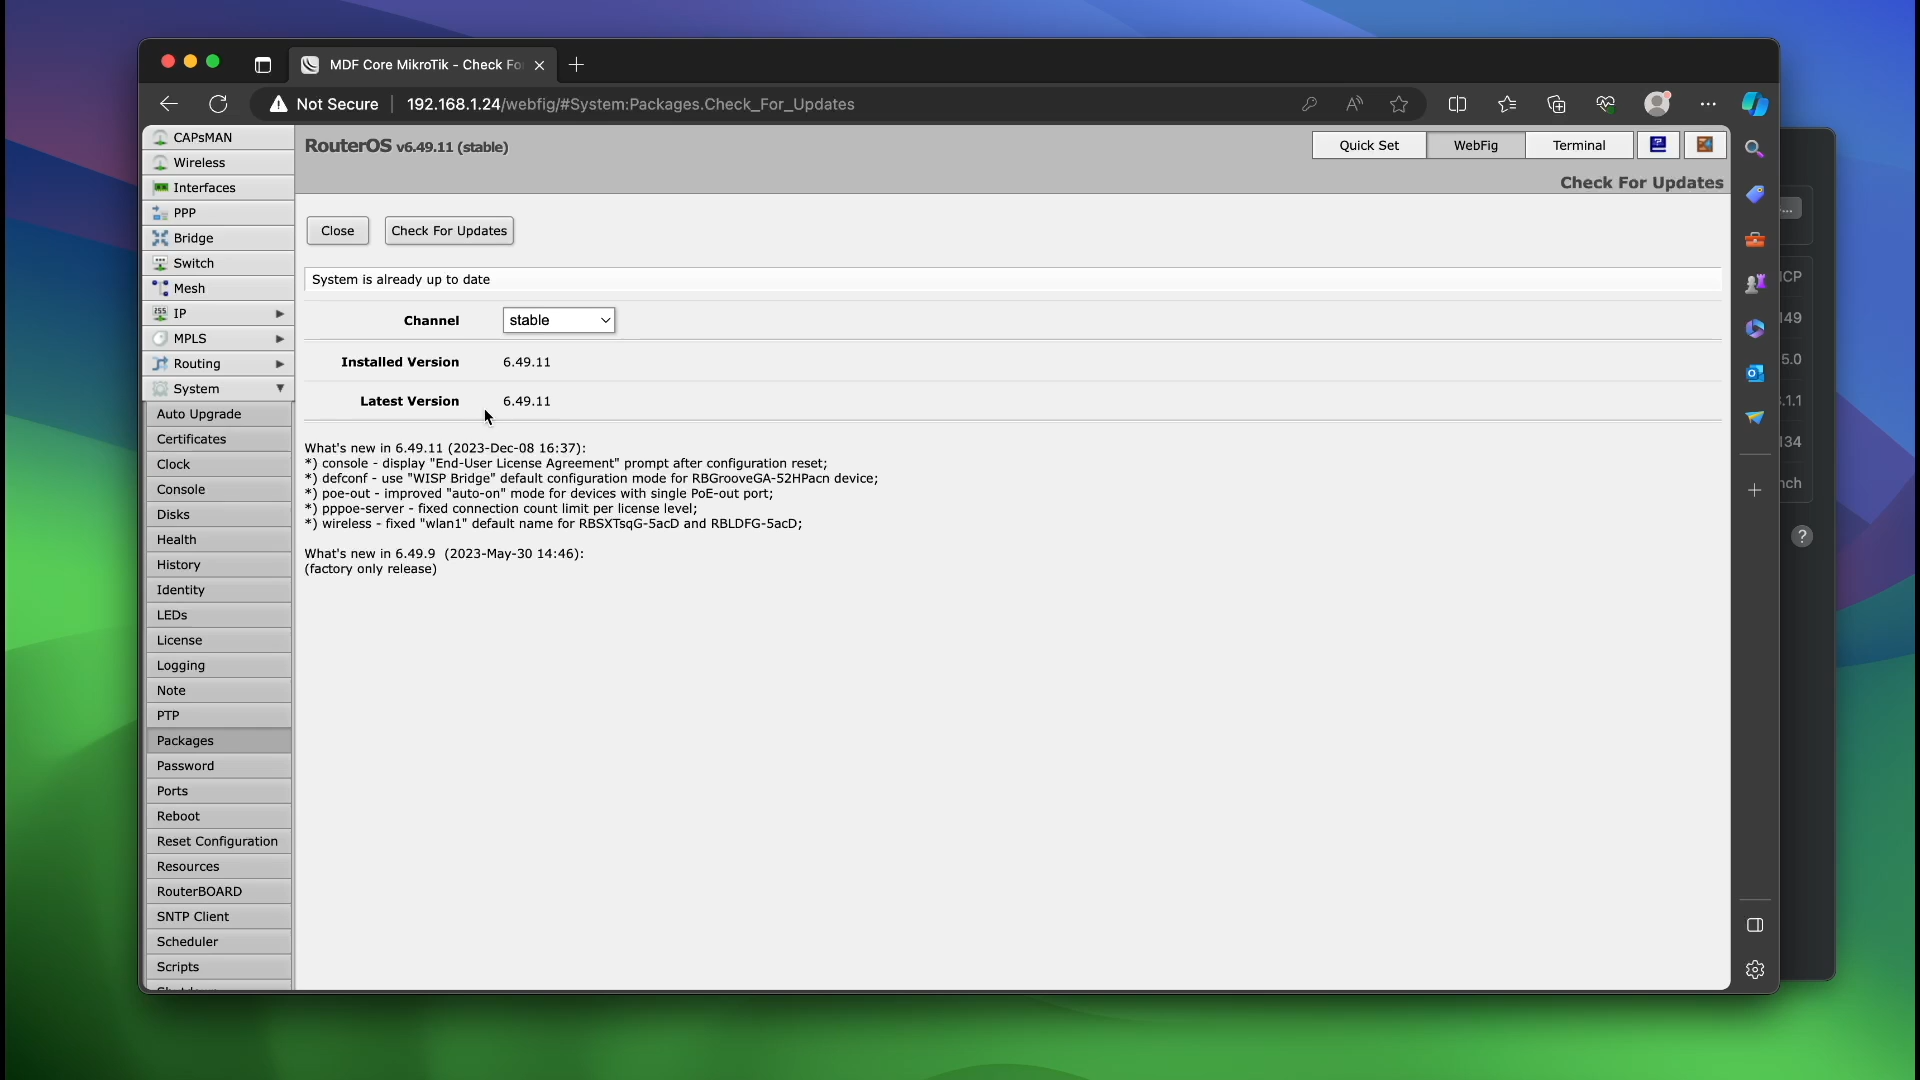 MDF Core MikroTik - Check Fo
Not Secure
192.168.1.24/webfig/#System:Packages.Check_For_Updates
CAPsMAN
Wireless
Interfaces
PPP
Bridge
Switch
Mesh
IP
MPLS
Routing
System
Auto Upgrade
Certificates
Clock
Console
Disks
Health
History
Identity
LEDs
License
Logging
Note
PTP
Packages
Password
Ports
Reboot
Reset Configuration
Resources
RouterBOARD
SNTP Client
Scheduler
Scripts
RouterOS v6.49.11 (stable)
Quick Set
WebFig
Terminal
Check For Updates
Close
Check For Updates
System is already up to date
Channel
stable
Installed Version
6.49.11
Latest Version
6.49.11
What's new in 6.49.11 (2023-Dec-08 16:37):
*) console - display "End-User License Agreement" prompt after configuration reset;
*) defconf - use "WISP Bridge" default configuration mode for RBGrooveGA-52HPacn device;
*) poe-out - improved "auto-on" mode for devices with single PoE-out port;
*) pppoe-server - fixed connection count limit per license level;
*) wireless - fixed "wlan1" default name for RBSXTsqG-5acD and RBLDFG-5acD;
What's new in 6.49.9 (2023-May-30 14:46):
(factory only release)
...
ICP
149
5.0
.1.1
134
nch
?